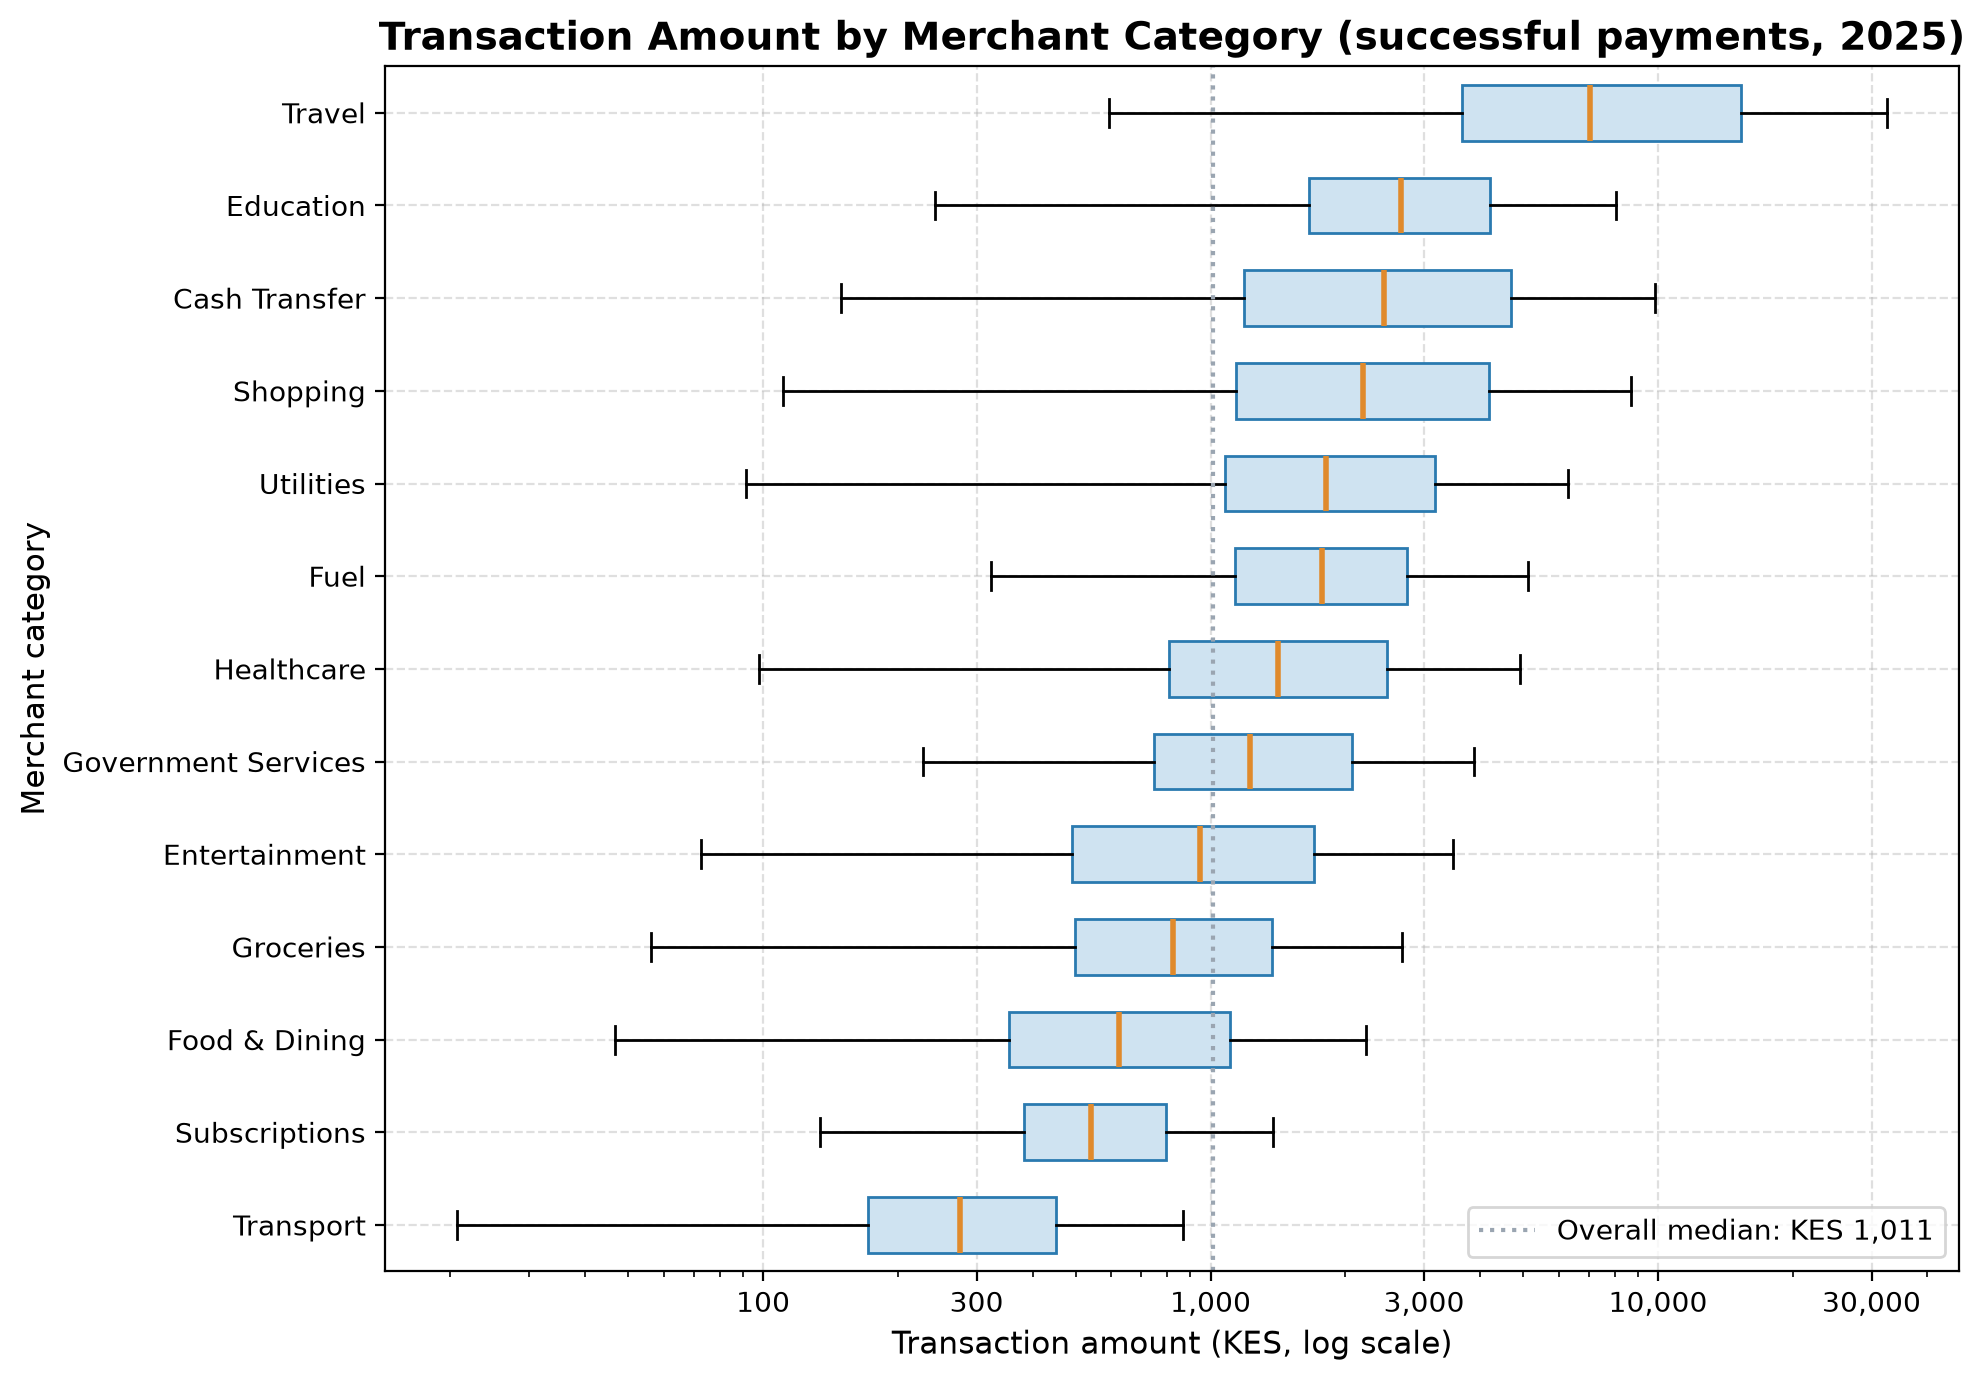 Transaction Amount by Merchant Category (successful payments, 2025)
Merchant category
Travel
Education
Cash Transfer
Shopping
Utilities
Fuel
Healthcare
Government Services
Entertainment
Groceries
Food & Dining
Subscriptions
Transport
Overall median: KES 1,011
100 300 1,000 3,000 10,000 30,000
Transaction amount (KES, log scale)